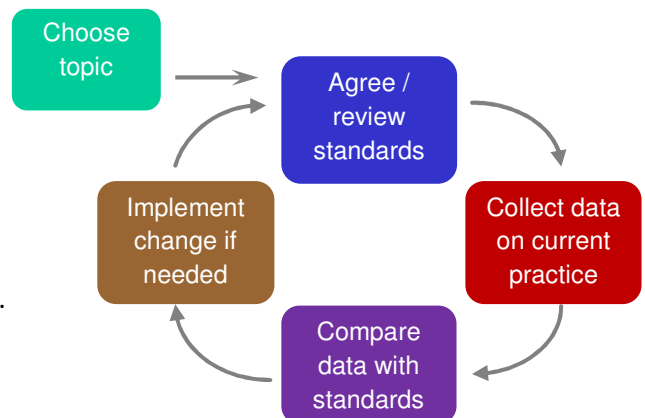 Choose
topic
Agree /
review
standards
Implement
change if
needed
Collect data
on current
practice
.
Compare
data with
standards